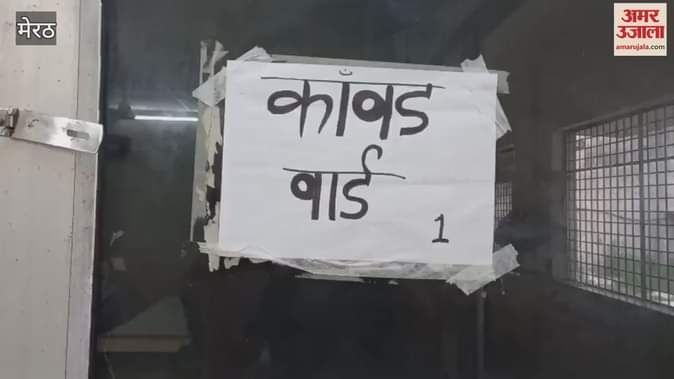 मेरठ
अमर
उजाला
amarujala.com
काँवड
वार्ड
1